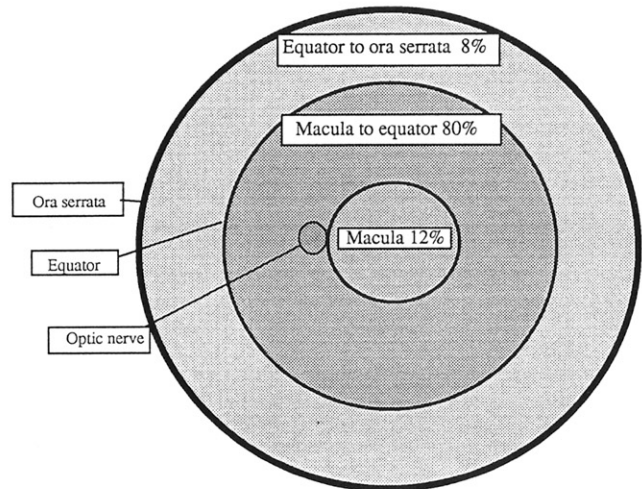 Equator to ora serrata 8%
Macula to equator 80%
Ora serrata
Macula 12%
Equator
Optic nerve